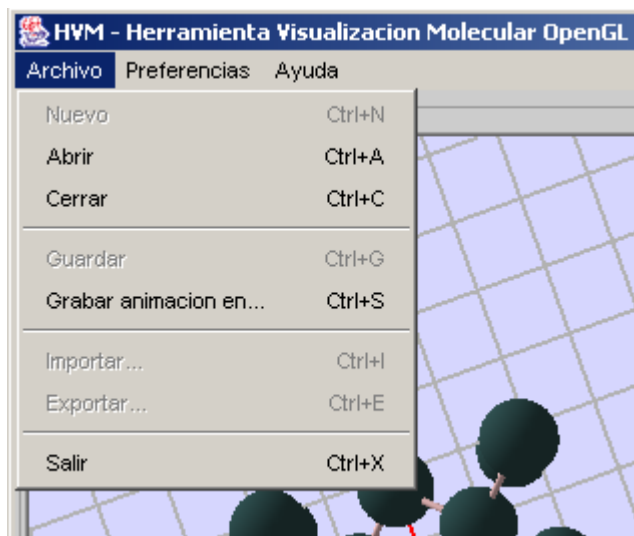 HVM - Herramienta Visualizacion Molecular OpenGL
Archivo Preferencias Ayuda
Nuevo Ctrl+N
Abrir Ctrl+A
Cerrar Ctrl+C
Guardar Ctrl+G
Grabar animacion en... Ctrl+S
Importar... Ctrl+I
Exportar... Ctrl+E
Salir Ctrl+X